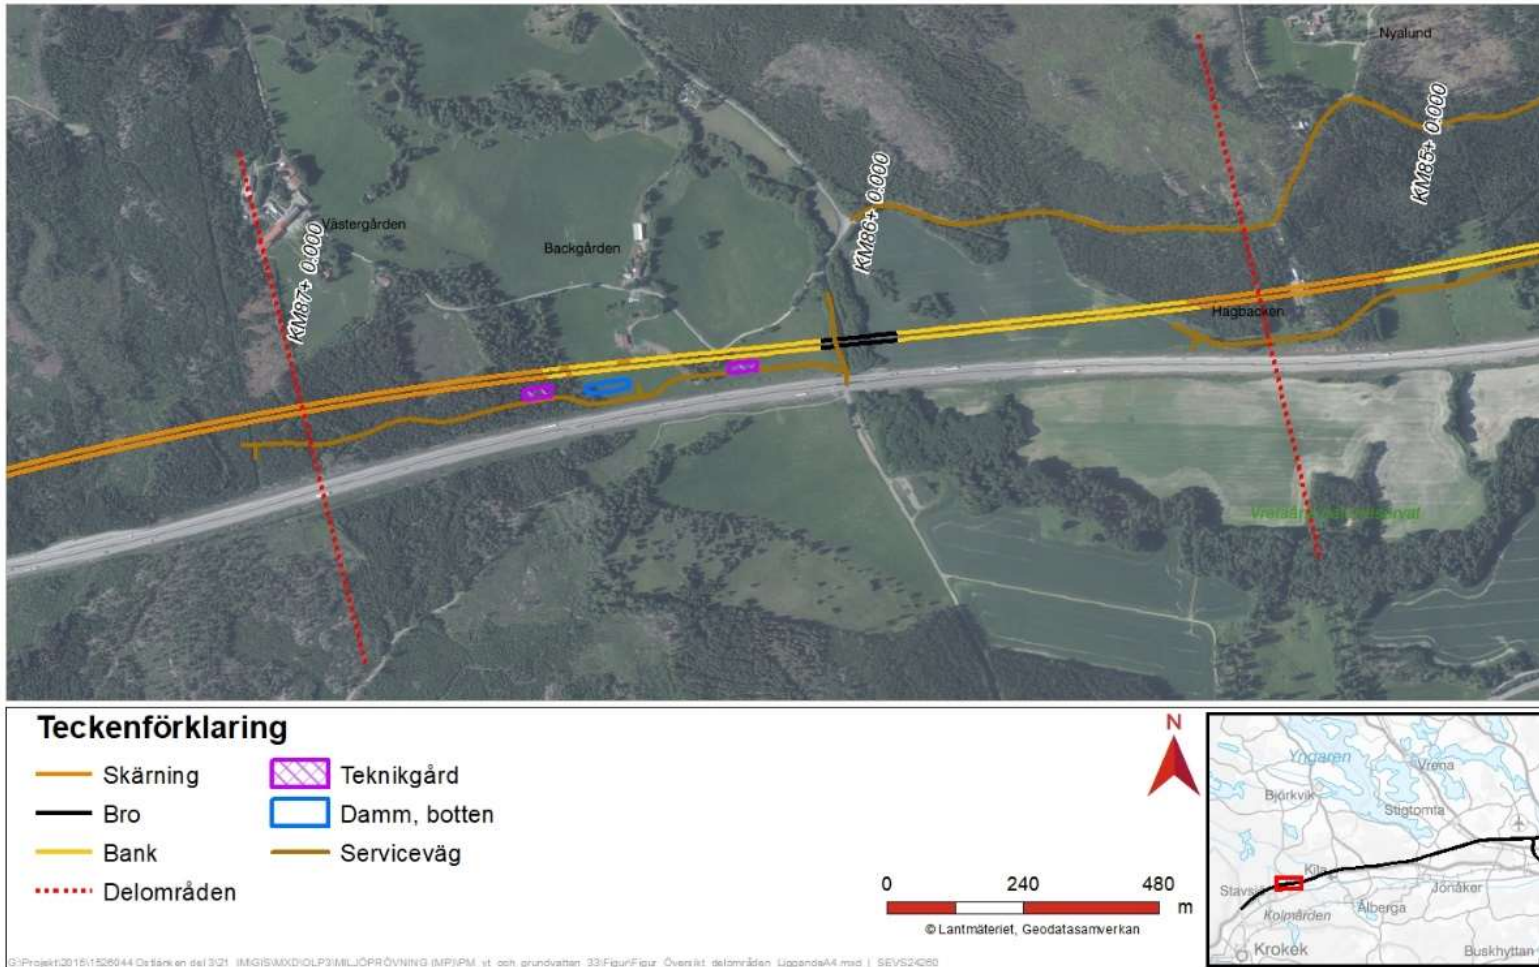 Nyalund
KM85+ 0.000
KM86+ 0.000
Västergården
KM87+ 0.000
Backgården
Hagbacken
Teckenförklaring
Skärning
Teknikgård
Bro
Damm, botten
Bank
Serviceväg
Delområden
N
0 240 480
m
© Lantmäteriet, Geodatasamverkan
Yngaren
Vrena
Björkvik
Stigtomta
Kila
Jönåker
Ålberga
Kolmården
Krokek
Buskhyttan